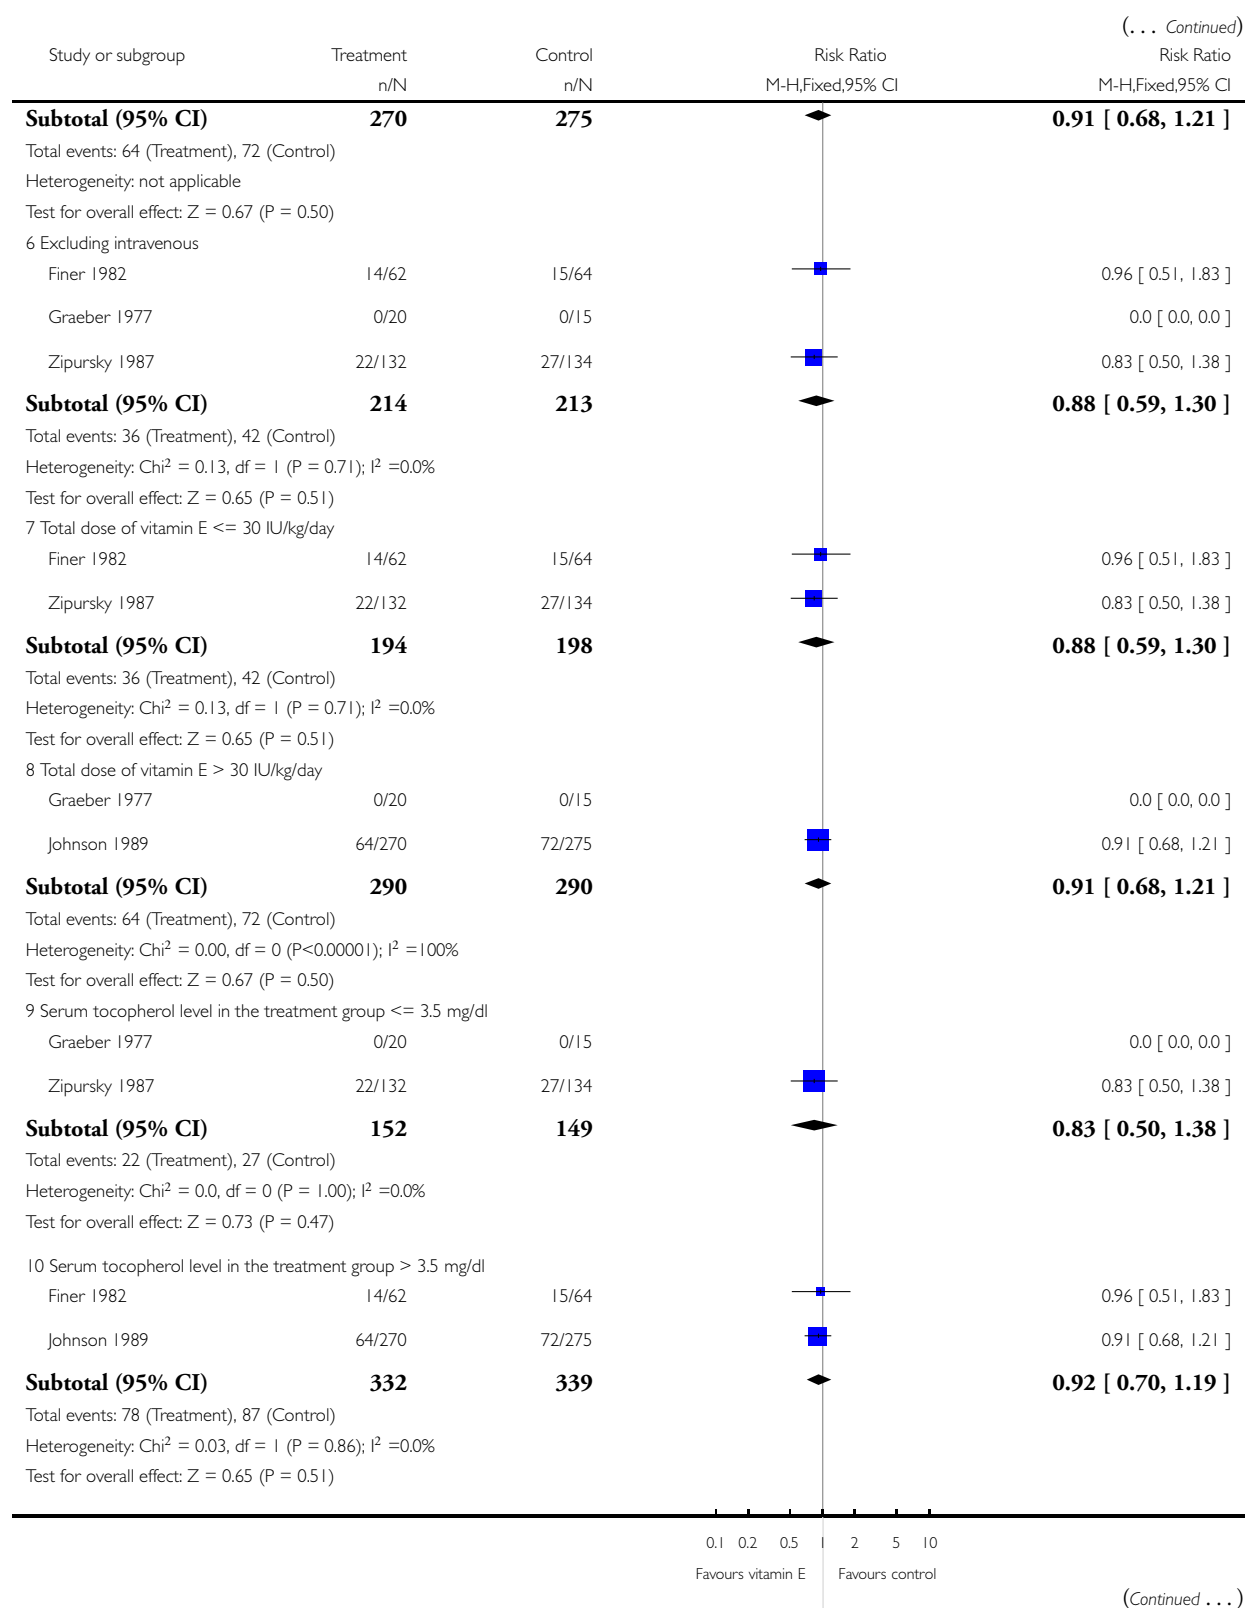 (... Continued)
Study or subgroup Treatment Control Risk Ratio Risk Ratio
n/N n/N M-H,Fixed,95% CI M-H,Fixed,95% CI
Subtotal (95% CI) 270 275 0.91 [ 0.68, 1.21 ]
Total events: 64 (Treatment), 72 (Control)
Heterogeneity: not applicable
Test for overall effect: Z = 0.67 (P = 0.50)
6 Excluding intravenous
Finer 1982 14/62 15/64 0.96 [ 0.51, 1.83 ]
Graeber 1977 0/20 0/15 0.0 [ 0.0, 0.0 ]
Zipursky 1987 22/132 27/134 0.83 [ 0.50, 1.38 ]
Subtotal (95% CI) 214 213 0.88 [ 0.59, 1.30 ]
Total events: 36 (Treatment), 42 (Control)
Heterogeneity: Chi² = 0.13, df = 1 (P = 0.71); I² =0.0%
Test for overall effect: Z = 0.65 (P = 0.51)
7 Total dose of vitamin E <= 30 IU/kg/day
Finer 1982 14/62 15/64 0.96 [ 0.51, 1.83 ]
Zipursky 1987 22/132 27/134 0.83 [ 0.50, 1.38 ]
Subtotal (95% CI) 194 198 0.88 [ 0.59, 1.30 ]
Total events: 36 (Treatment), 42 (Control)
Heterogeneity: Chi² = 0.13, df = 1 (P = 0.71); I² =0.0%
Test for overall effect: Z = 0.65 (P = 0.51)
8 Total dose of vitamin E > 30 IU/kg/day
Graeber 1977 0/20 0/15 0.0 [ 0.0, 0.0 ]
Johnson 1989 64/270 72/275 0.91 [ 0.68, 1.21 ]
Subtotal (95% CI) 290 290 0.91 [ 0.68, 1.21 ]
Total events: 64 (Treatment), 72 (Control)
Heterogeneity: Chi² = 0.00, df = 0 (P<0.00001); I² =100%
Test for overall effect: Z = 0.67 (P = 0.50)
9 Serum tocopherol level in the treatment group <= 3.5 mg/dl
Graeber 1977 0/20 0/15 0.0 [ 0.0, 0.0 ]
Zipursky 1987 22/132 27/134 0.83 [ 0.50, 1.38 ]
Subtotal (95% CI) 152 149 0.83 [ 0.50, 1.38 ]
Total events: 22 (Treatment), 27 (Control)
Heterogeneity: Chi² = 0.0, df = 0 (P = 1.00); I² =0.0%
Test for overall effect: Z = 0.73 (P = 0.47)
10 Serum tocopherol level in the treatment group > 3.5 mg/dl
Finer 1982 14/62 15/64 0.96 [ 0.51, 1.83 ]
Johnson 1989 64/270 72/275 0.91 [ 0.68, 1.21 ]
Subtotal (95% CI) 332 339 0.92 [ 0.70, 1.19 ]
Total events: 78 (Treatment), 87 (Control)
Heterogeneity: Chi² = 0.03, df = 1 (P = 0.86); I² =0.0%
Test for overall effect: Z = 0.65 (P = 0.51)
0.1 0.2 0.5 1 2 5 10
Favours vitamin E Favours control
(Continued ...)